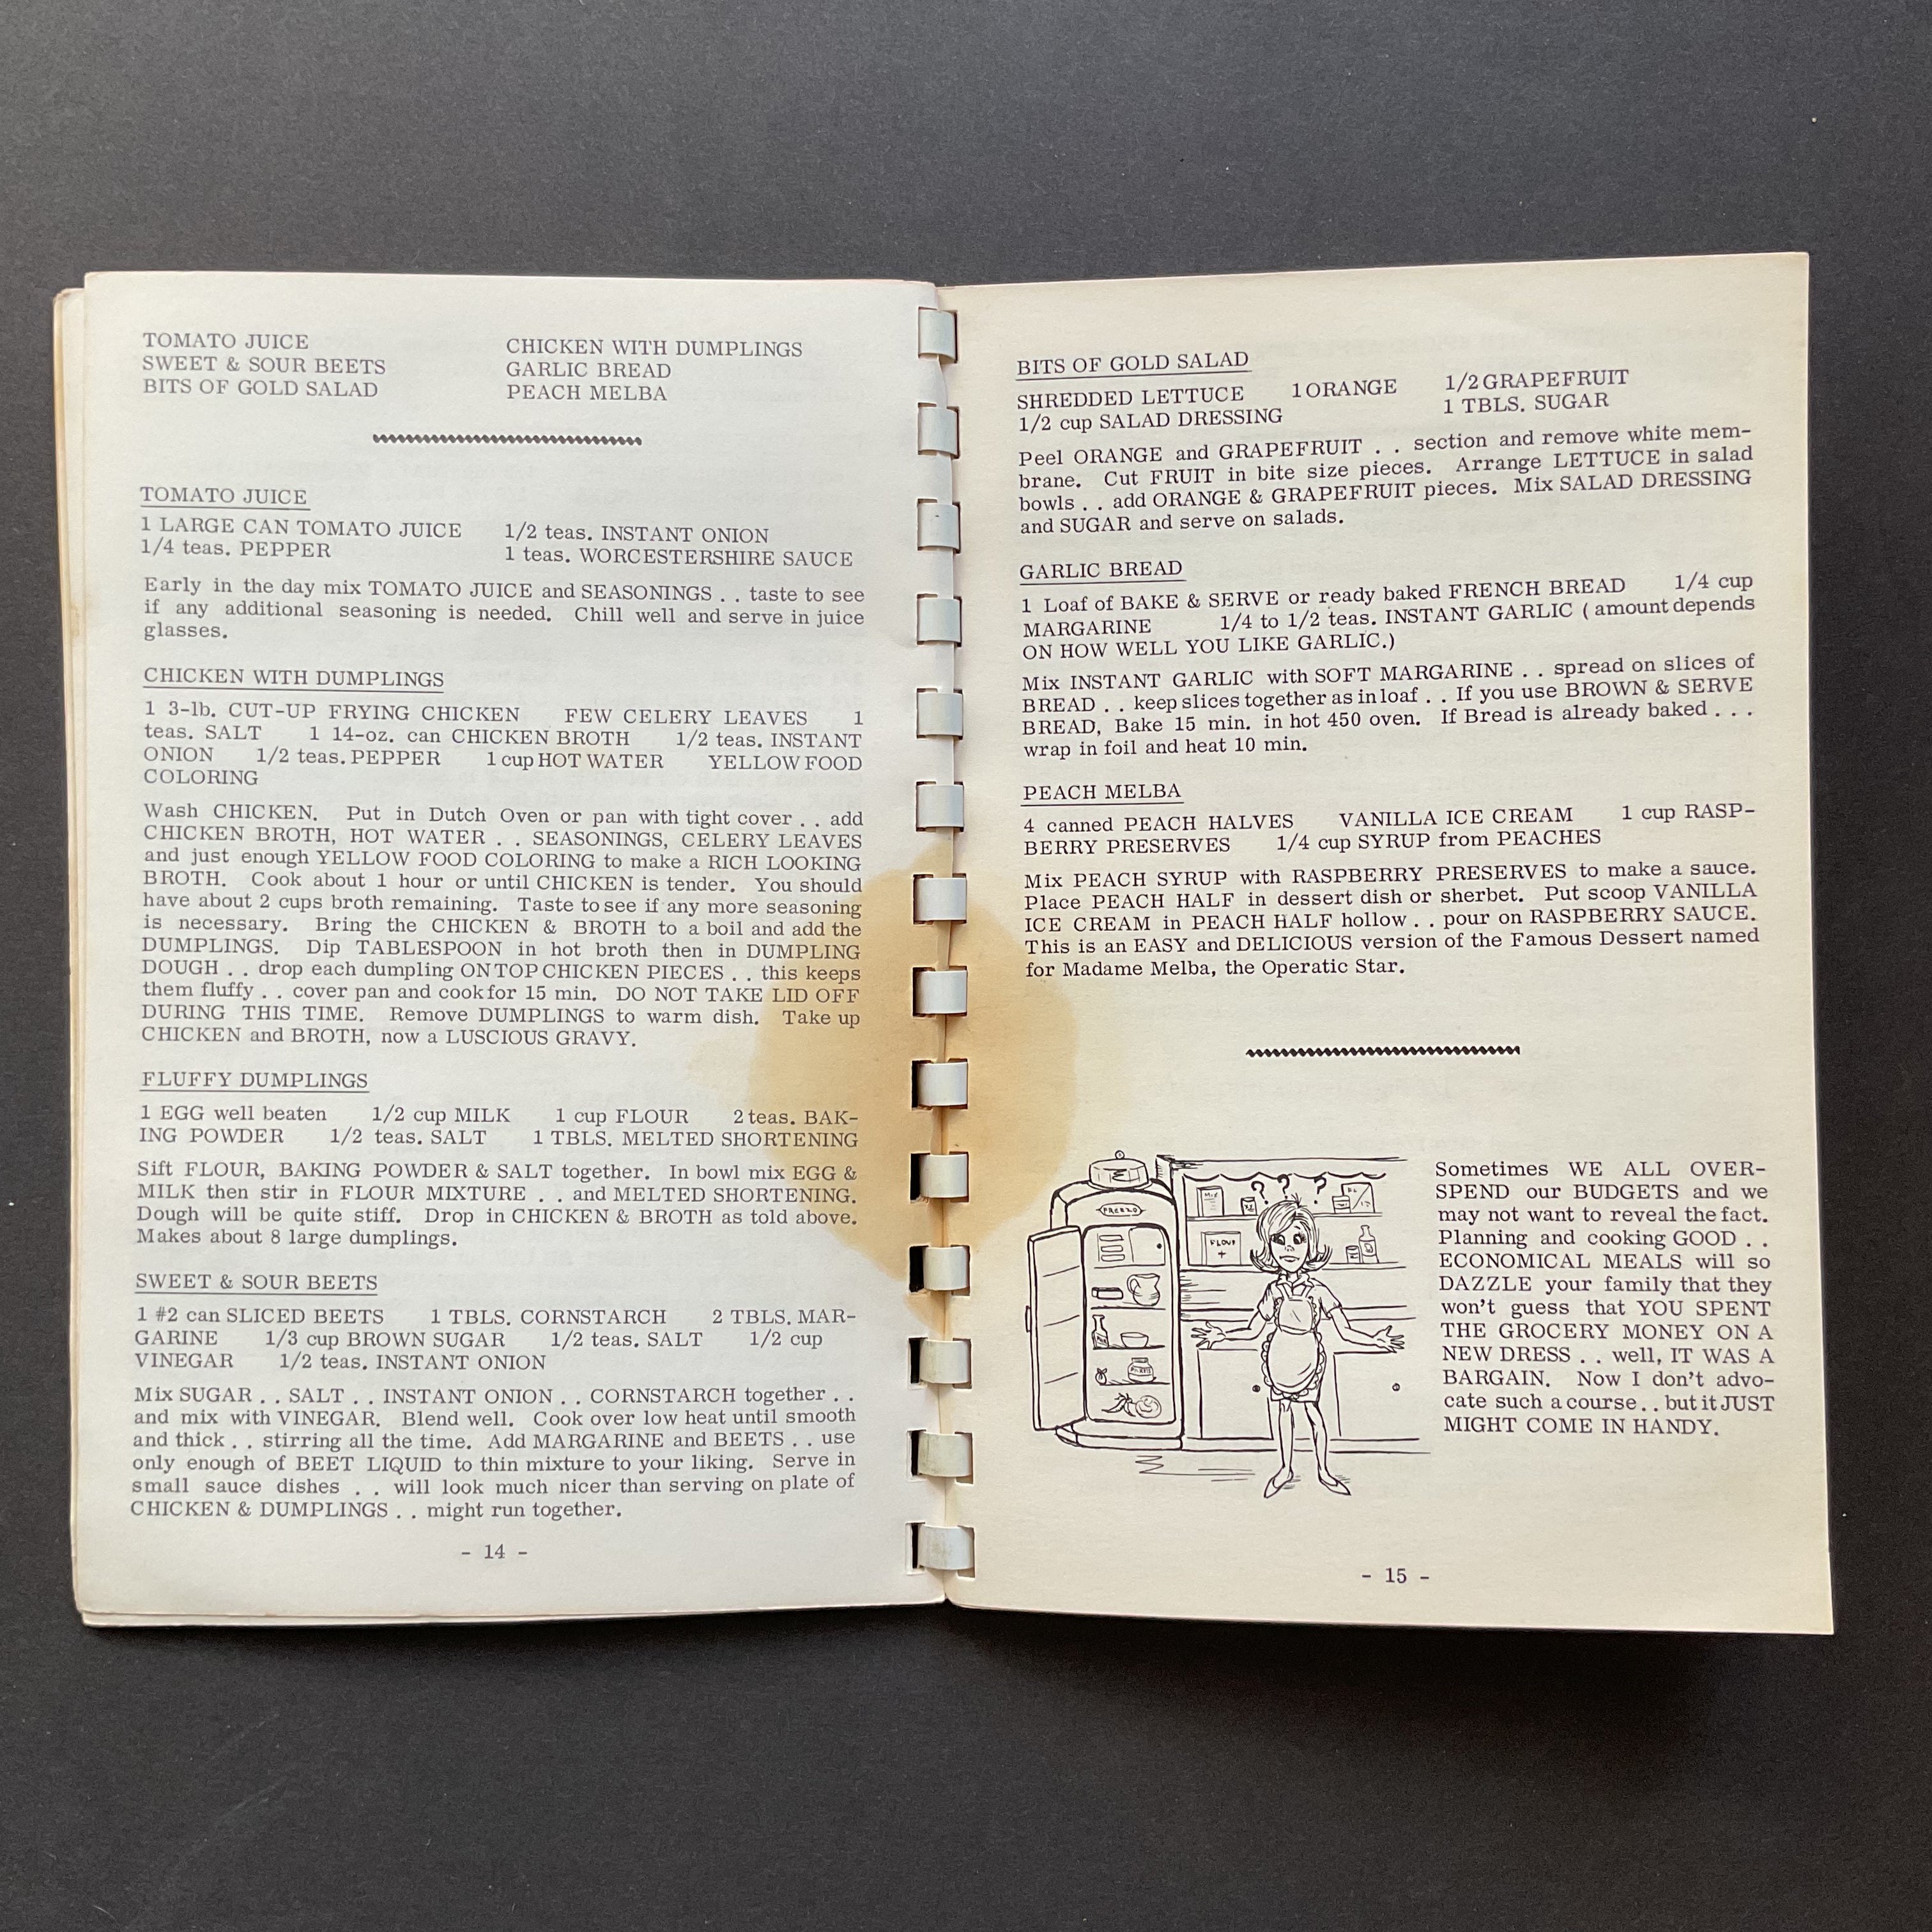 TOMATO JUICE CHICKEN WITH DUMPLINGS
SWEET & SOUR BEETS GARLIC BREAD
BITS OF GOLD SALAD PEACH MELBA
TOMATO JUICE
1 LARGE CAN TOMATO JUICE 1/2 teas. INSTANT ONION
1/4 teas. PEPPER 1 teas. WORCESTERSHIRE SAUCE
Early in the day mix TOMATO JUICE and SEASONINGS . . taste to see
if any additional seasoning is needed. Chill well and serve in juice
glasses.
CHICKEN WITH DUMPLINGS
1 3-lb. CUT-UP FRYING CHICKEN FEW CELERY LEAVES 1
teas. SALT 1 14-oz. can CHICKEN BROTH 1/2 teas. INSTANT
ONION 1/2 teas. PEPPER 1 cup HOT WATER YELLOW FOOD
COLORING
Wash CHICKEN. Put in Dutch Oven or pan with tight cover . . add
CHICKEN BROTH, HOT WATER . . SEASONINGS, CELERY LEAVES
and just enough YELLOW FOOD COLORING to make a RICH LOOKING
BROTH. Cook about 1 hour or until CHICKEN is tender. You should
have about 2 cups broth remaining. Taste to see if any more seasoning
is necessary. Bring the CHICKEN & BROTH to a boil and add the
DUMPLINGS. Dip TABLESPOON in hot broth then in DUMPLING
DOUGH . . drop each dumpling ON TOP CHICKEN PIECES . . this keeps
them fluffy . . cover pan and cook for 15 min. DO NOT TAKE LID OFF
DURING THIS TIME. Remove DUMPLINGS to warm dish. Take up
CHICKEN and BROTH, now a LUSCIOUS GRAVY.
FLUFFY DUMPLINGS
1 EGG well beaten 1/2 cup MILK 1 cup FLOUR 2 teas. BAK-
ING POWDER 1/2 teas. SALT 1 TBLS. MELTED SHORTENING
Sift FLOUR, BAKING POWDER & SALT together. In bowl mix EGG &
MILK then stir in FLOUR MIXTURE . . and MELTED SHORTENING.
Dough will be quite stiff. Drop in CHICKEN & BROTH as told above.
Makes about 8 large dumplings.
SWEET & SOUR BEETS
1 #2 can SLICED BEETS 1 TBLS. CORNSTARCH 2 TBLS. MAR-
GARINE 1/3 cup BROWN SUGAR 1/2 teas. SALT 1/2 cup
VINEGAR 1/2 teas. INSTANT ONION
Mix SUGAR . . SALT . . INSTANT ONION . . CORNSTARCH together . .
and mix with VINEGAR. Blend well. Cook over low heat until smooth
and thick . . stirring all the time. Add MARGARINE and BEETS . . use
only enough of BEET LIQUID to thin mixture to your liking. Serve in
small sauce dishes . . will look much nicer than serving on plate of
CHICKEN & DUMPLINGS . . might run together.
- 14 -
BITS OF GOLD SALAD
SHREDDED LETTUCE 1 ORANGE 1/2 GRAPEFRUIT
1/2 cup SALAD DRESSING 1 TBLS. SUGAR
Peel ORANGE and GRAPEFRUIT . . section and remove white mem-
brane. Cut FRUIT in bite size pieces. Arrange LETTUCE in salad
bowls . . add ORANGE & GRAPEFRUIT pieces. Mix SALAD DRESSING
and SUGAR and serve on salads.
GARLIC BREAD
1 Loaf of BAKE & SERVE or ready baked FRENCH BREAD 1/4 cup
MARGARINE 1/4 to 1/2 teas. INSTANT GARLIC (amount depends
ON HOW WELL YOU LIKE GARLIC.)
Mix INSTANT GARLIC with SOFT MARGARINE . . spread on slices of
BREAD . . keep slices together as in loaf . . If you use BROWN & SERVE
BREAD, Bake 15 min. in hot 450 oven. If Bread is already baked . . .
wrap in foil and heat 10 min.
PEACH MELBA
4 canned PEACH HALVES VANILLA ICE CREAM 1 cup RASP-
BERRY PRESERVES 1/4 cup SYRUP from PEACHES
Mix PEACH SYRUP with RASPBERRY PRESERVES to make a sauce.
Place PEACH HALF in dessert dish or sherbet. Put scoop VANILLA
ICE CREAM in PEACH HALF hollow . . pour on RASPBERRY SAUCE.
This is an EASY and DELICIOUS version of the Famous Dessert named
for Madame Melba, the Operatic Star.
FREEZO
? ? ?
FLOUR
Sometimes WE ALL OVER-
SPEND our BUDGETS and we
may not want to reveal the fact.
Planning and cooking GOOD . .
ECONOMICAL MEALS will so
DAZZLE your family that they
won't guess that YOU SPENT
THE GROCERY MONEY ON A
NEW DRESS . . well, IT WAS A
BARGAIN. Now I don't advo-
cate such a course . . but it JUST
MIGHT COME IN HANDY.
- 15 -